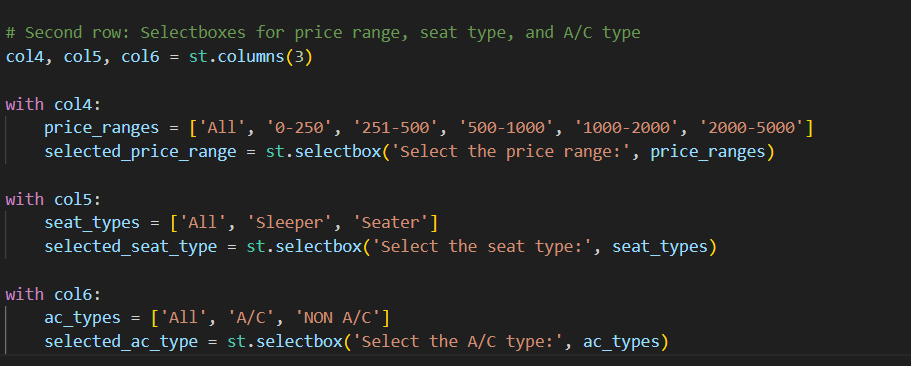 # Second row: Selectboxes for price range, seat type, and A/C type
col4, col5, col6 = st.columns(3)
with col4:
    price_ranges = ['All', '0-250', '251-500', '500-1000', '1000-2000', '2000-5000']
    selected_price_range = st.selectbox('Select the price range:', price_ranges)
with col5:
    seat_types = ['All', 'Sleeper', 'Seater']
    selected_seat_type = st.selectbox('Select the seat type:', seat_types)
with col6:
    ac_types = ['All', 'A/C', 'NON A/C']
    selected_ac_type = st.selectbox('Select the A/C type:', ac_types)